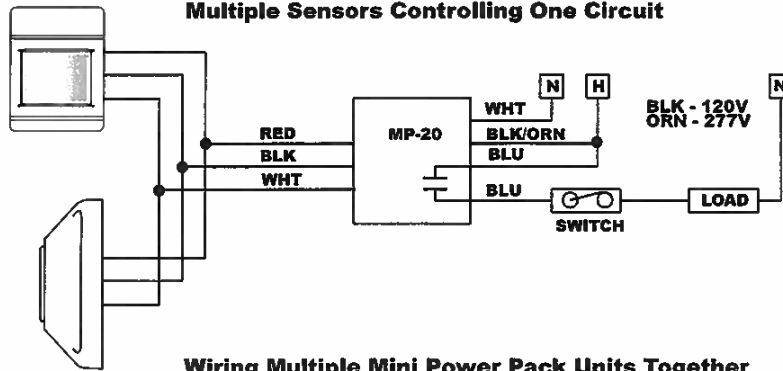 Multiple Sensors Controlling One Circuit
N H N
WHT
BLK - 120V
ORN - 277V
MP-20
RED
BLK/ORN
BLK
BLU
WHT
BLU
LOAD
SWITCH
Wiring Multiple Mini Power Pack Units Together